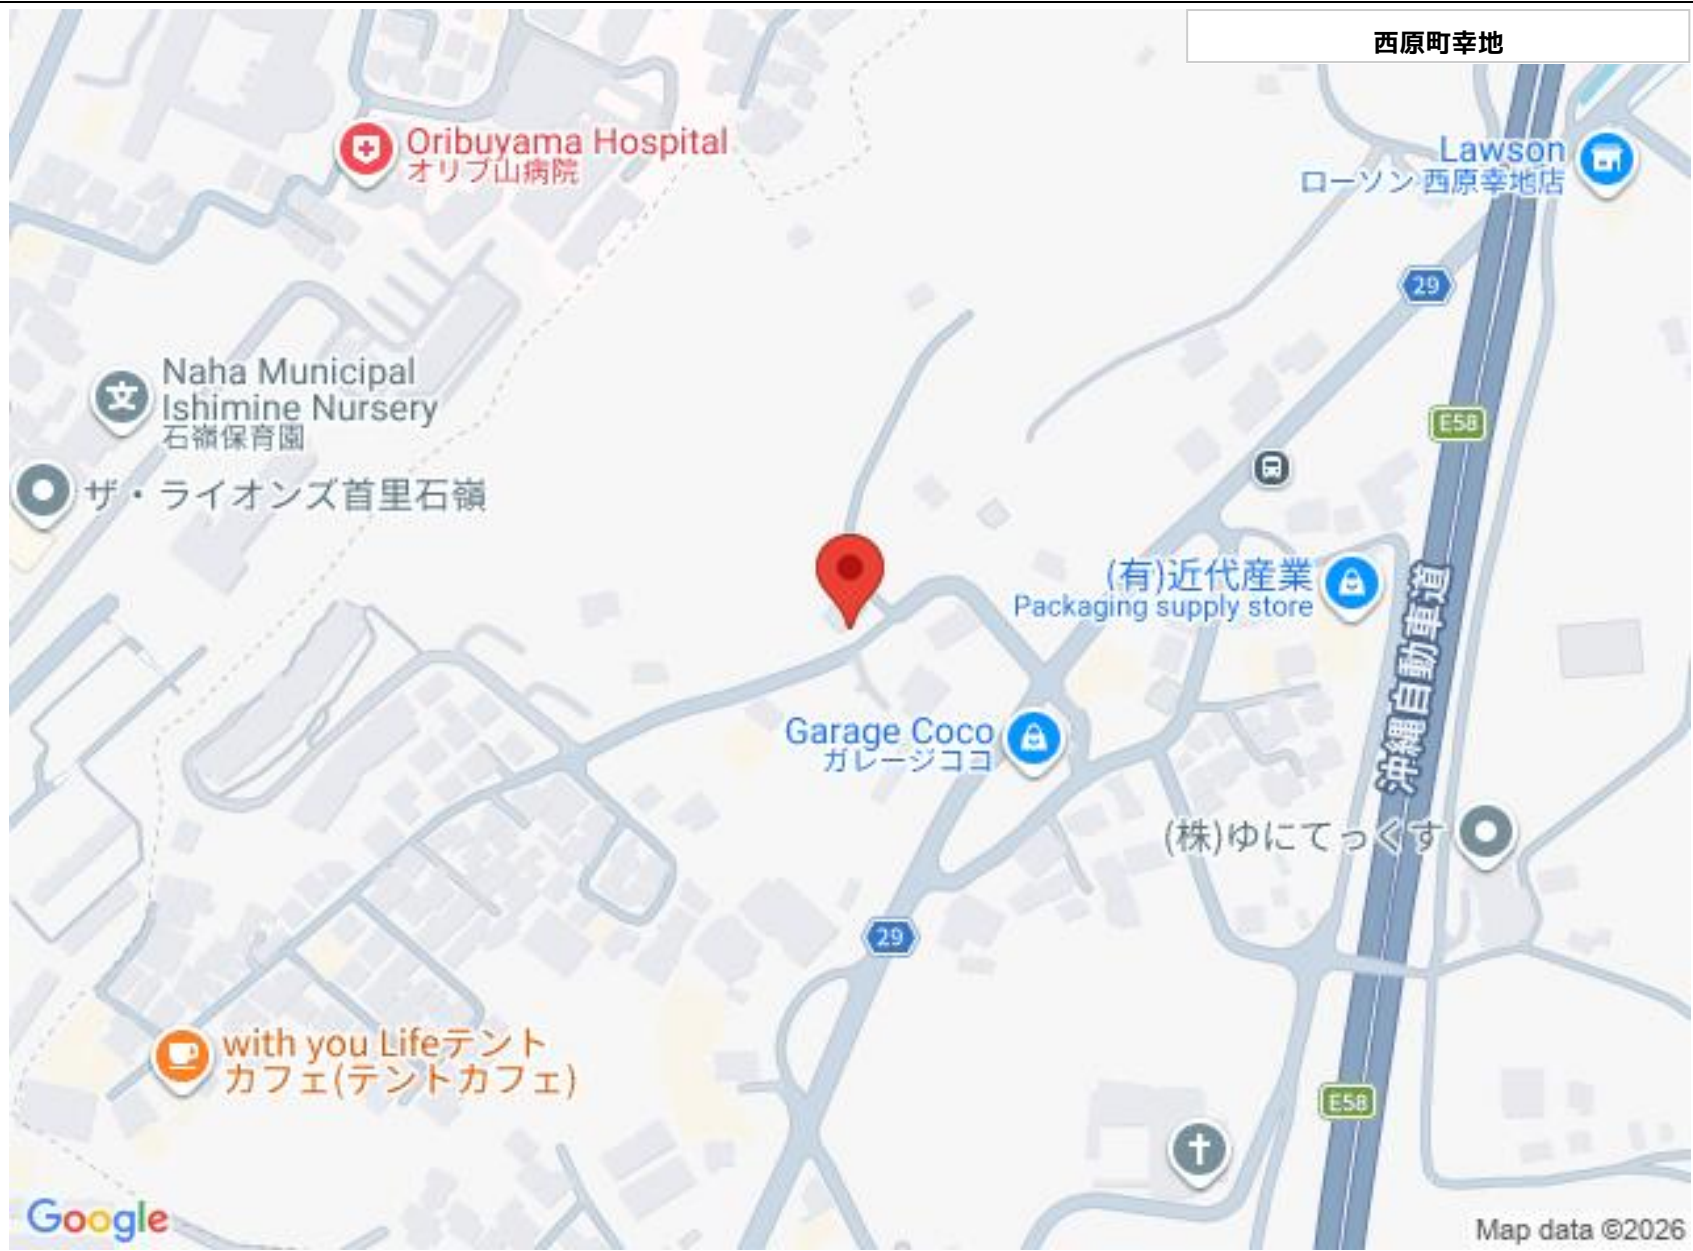 西原町幸地
Oribuyama Hospital
オリブ山病院
Lawson
ローソン 西原幸地店
29
Naha Municipal
Ishimine Nursery
石嶺保育園
E58
ザ・ライオンズ首里石嶺
(有)近代産業
Packaging supply store
沖縄自動車道
Garage Coco
ガレージココ
(株)ゆにてっくす
29
with you Lifeテント
カフェ(テントカフェ)
E58
Google
Map data ©2026